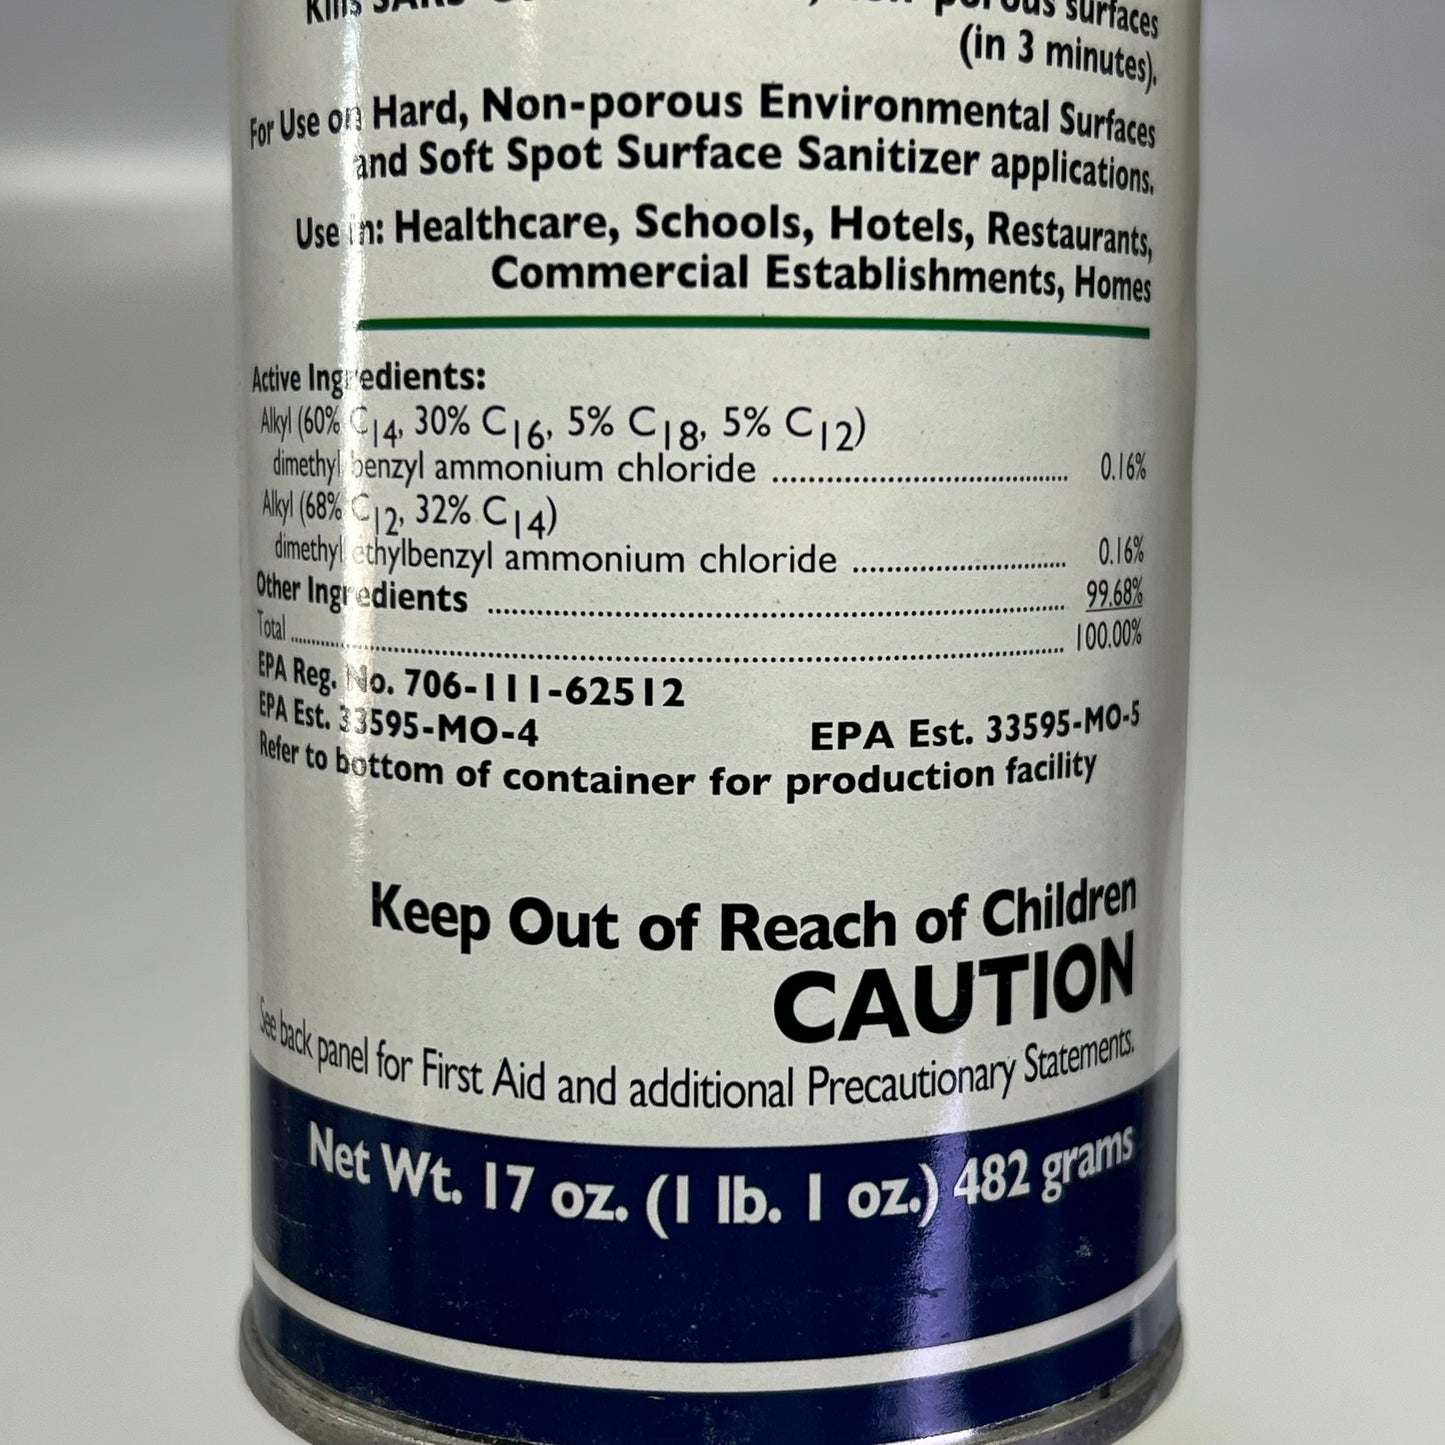 Kills SARS surfaces
(in 3 minutes).
For Use on Hard, Non-porous Environmental Surfaces
and Soft Spot Surface Sanitizer applications.
Use in: Healthcare, Schools, Hotels, Restaurants,
Commercial Establishments, Homes
Active Ingredients:
Alkyl (60% C14, 30% C16, 5% C18, 5% C12)
dimethyl benzyl ammonium chloride ........................ 0.16%
Alkyl (68% C12, 32% C14)
dimethyl ethylbenzyl ammonium chloride ................ 0.16%
Other Ingredients ........................................ 99.68%
Total ........................................ 100.00%
EPA Reg. No. 706-111-62512
EPA Est. 33595-MO-4 EPA Est. 33595-MO-5
Refer to bottom of container for production facility
Keep Out of Reach of Children
CAUTION
See back panel for First Aid and additional Precautionary Statements.
Net Wt. 17 oz. (1 lb. 1 oz.) 482 grams